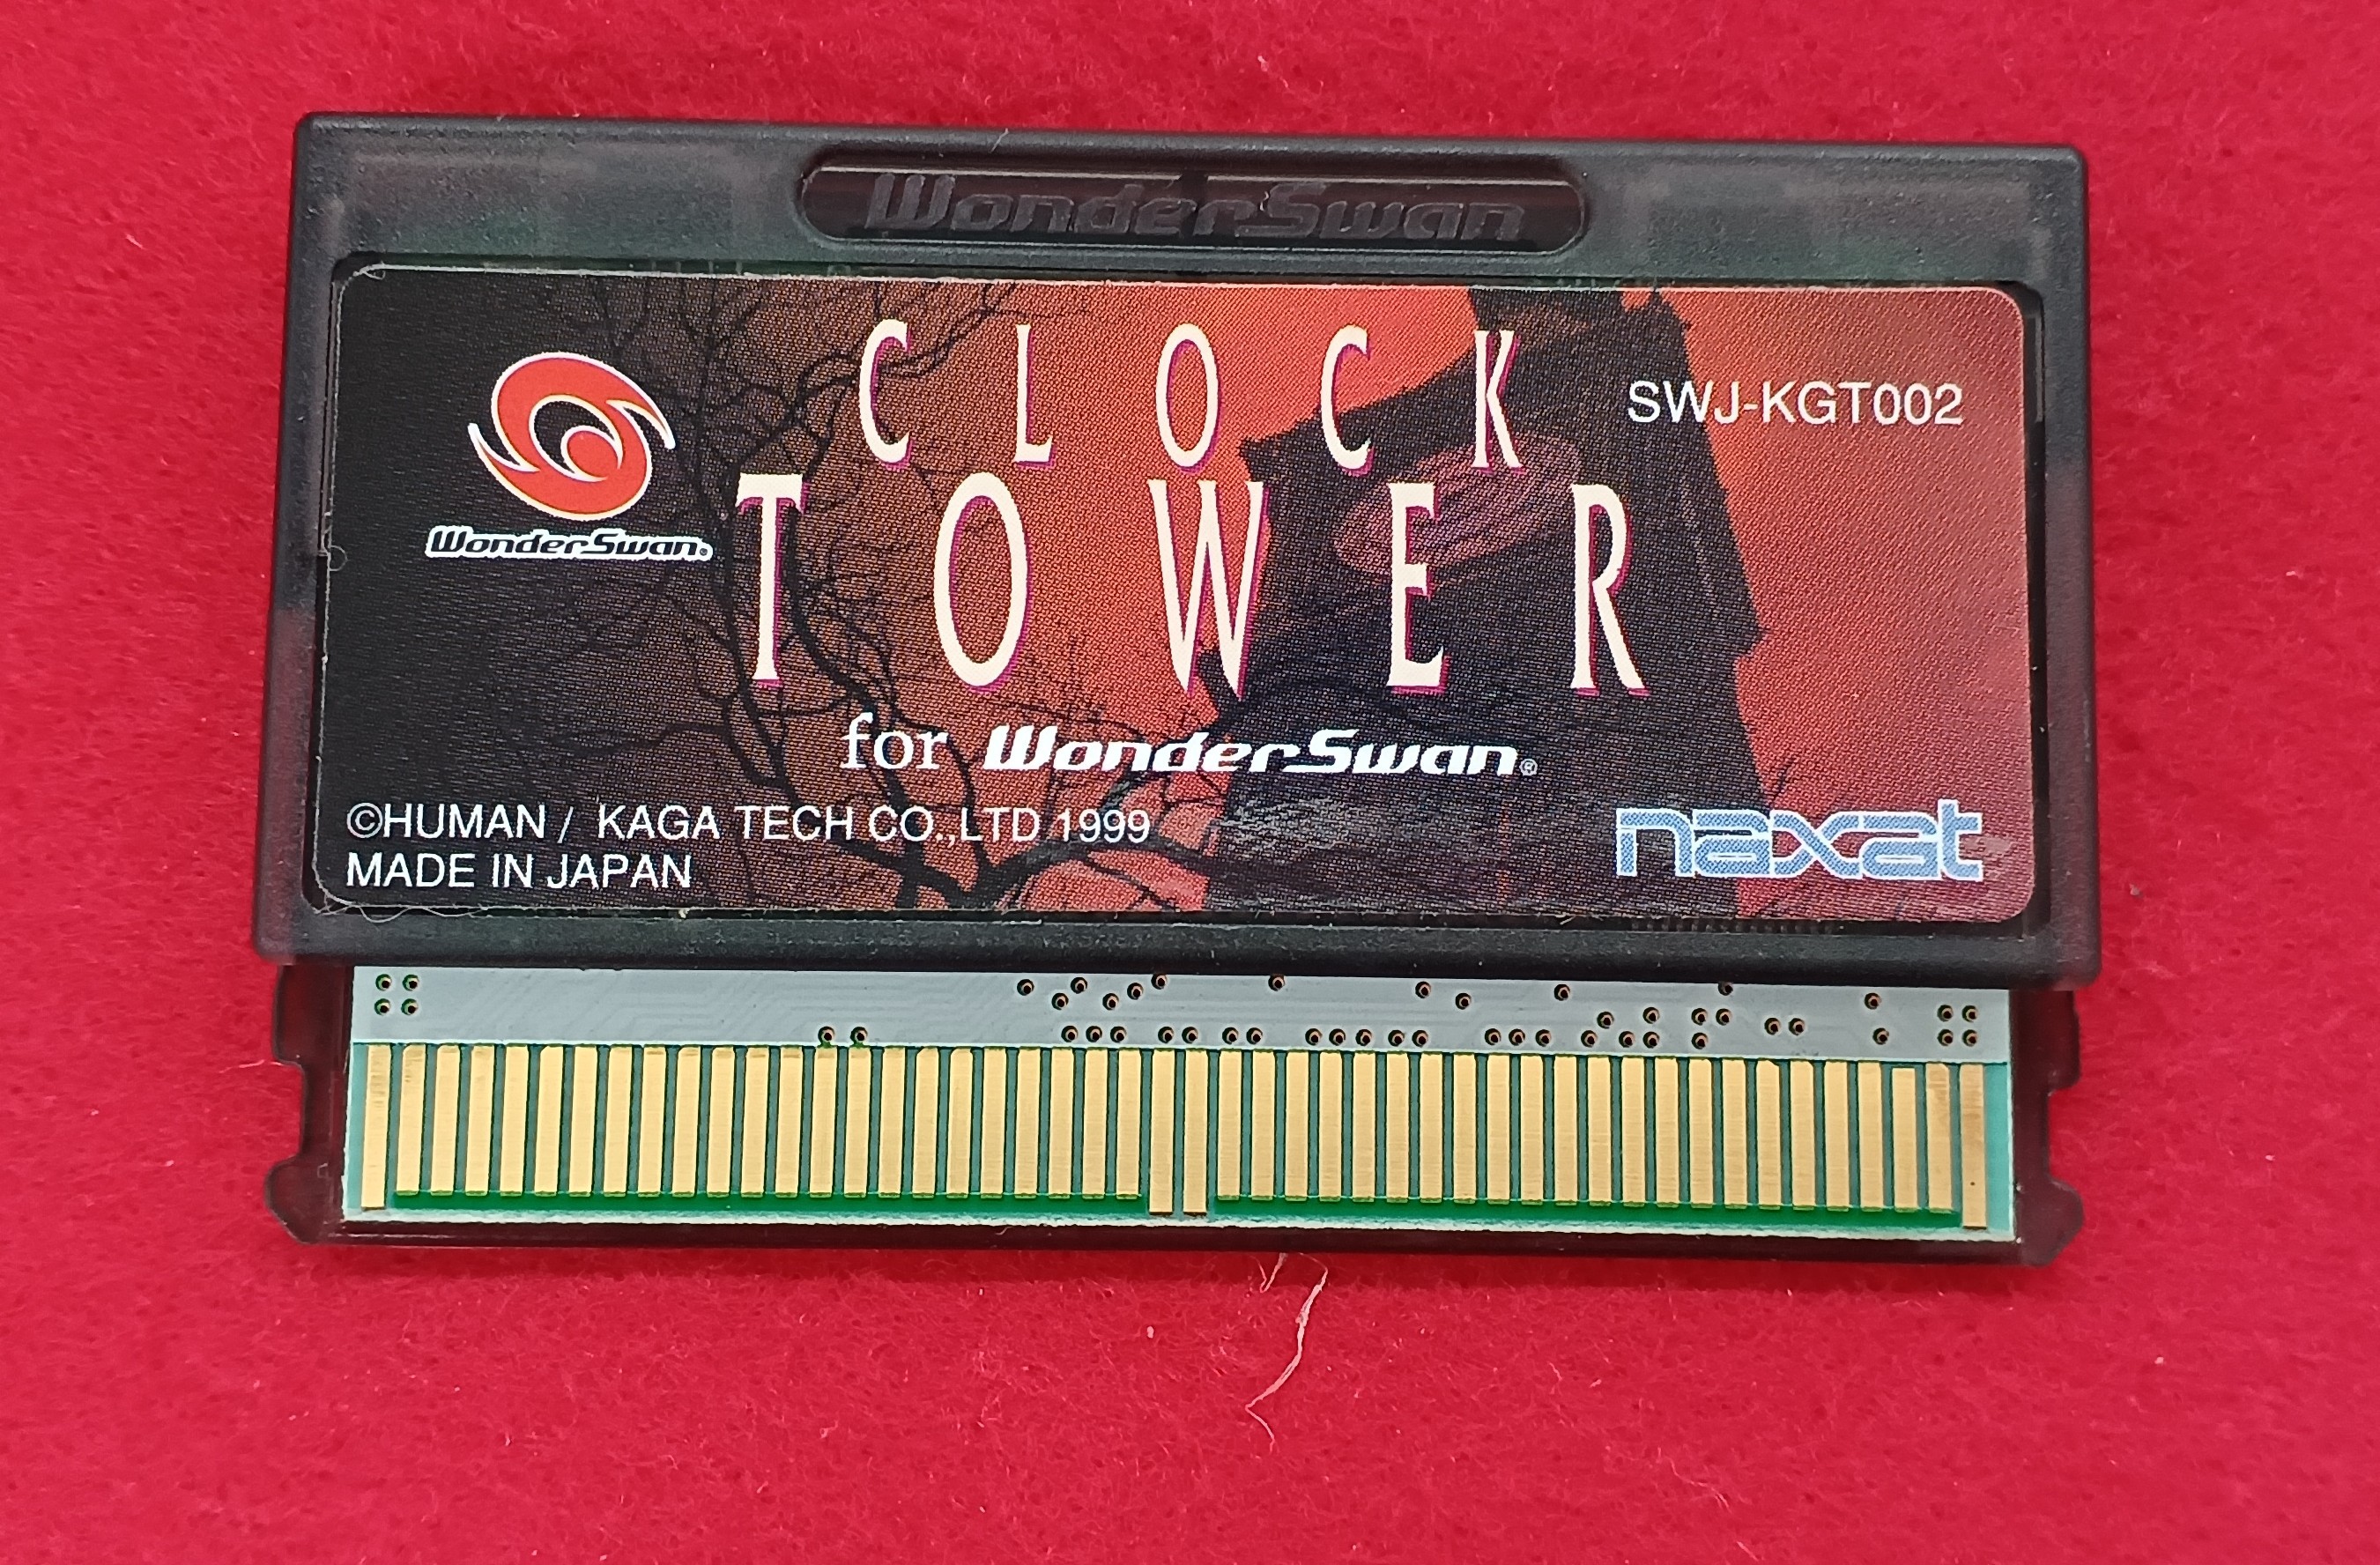 WonderSwan
CLOCK
SWJ-KGT002
TOWER
WonderSwan®
for WonderSwan®
©HUMAN / KAGA TECH CO.,LTD 1999
MADE IN JAPAN
naxat